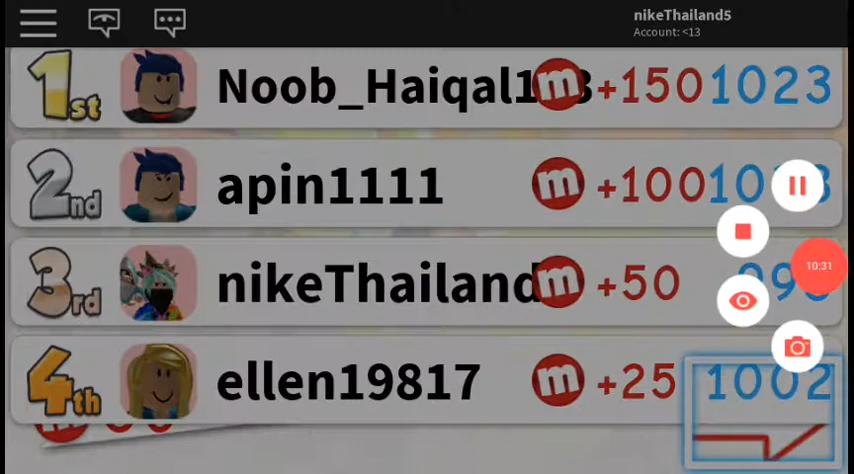 nikeThailand5
Account: <13
1st Noob_Haiqal1 m +150 1023
2nd apin1111 m +100
3rd nikeThailand m +50
4th ellen19817 m +25 1002
10:31